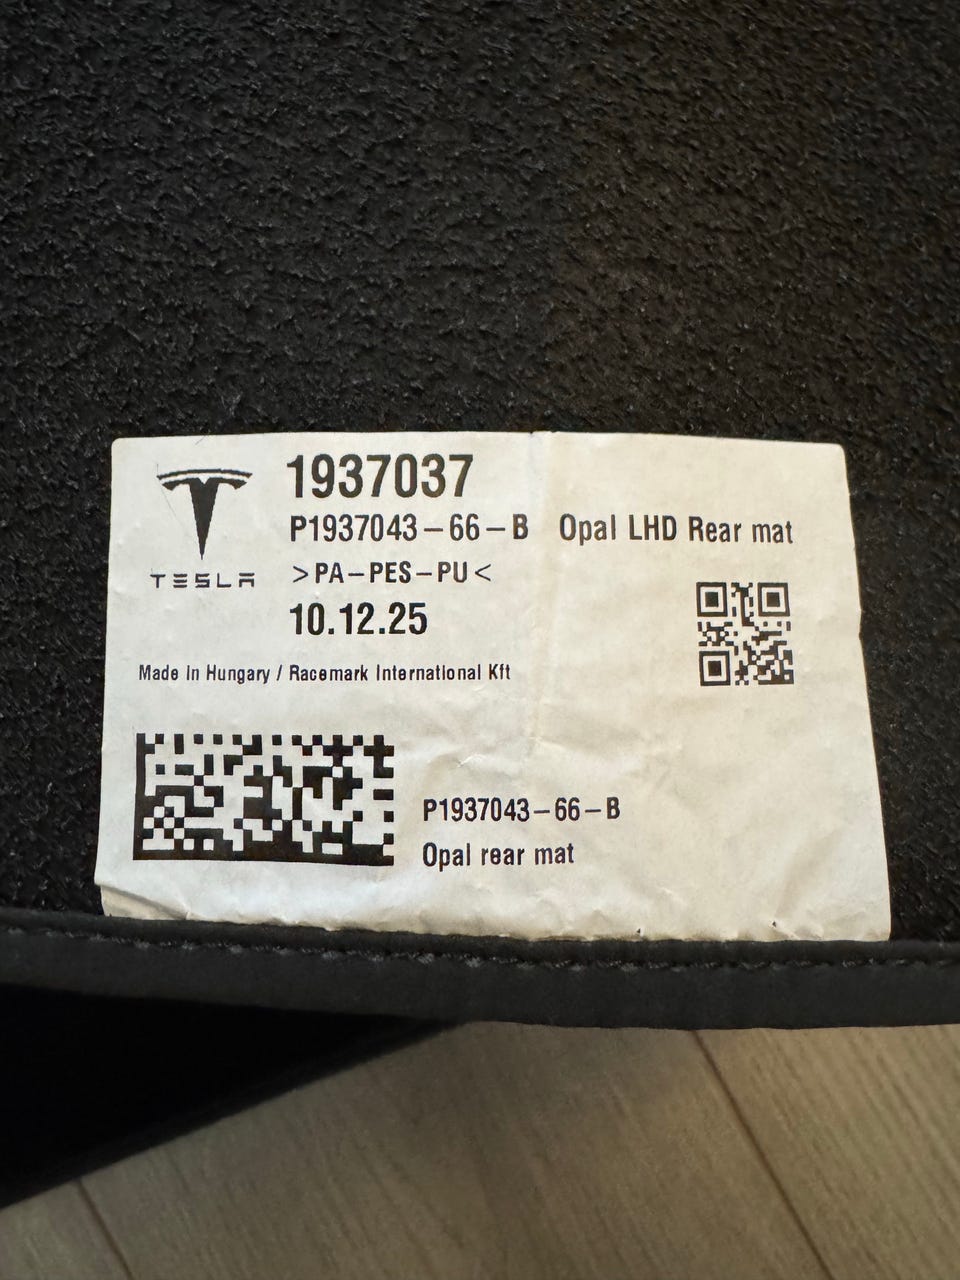 1937037
P1937043-66-B Opal LHD Rear mat
>PA-PES-PU<
TESLA
10.12.25
Made In Hungary / Racemark International Kft
P1937043-66-B
Opal rear mat